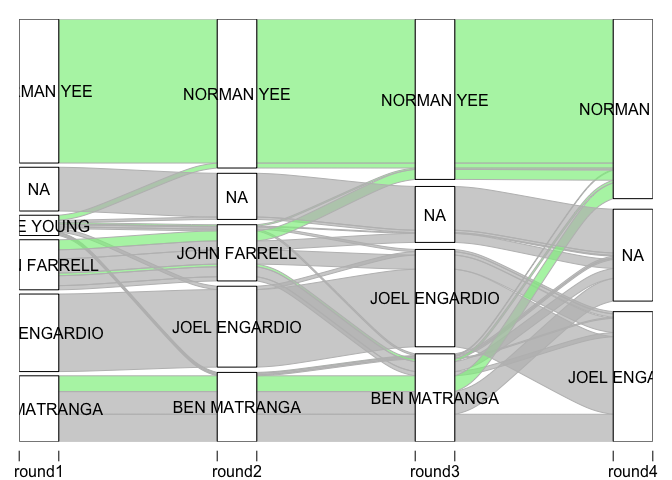 MAN YEE
NORMAN YEE
NORMAN YEE
NORMAN
NA
NA
NA
NA
E YOUNG
FARRELL
JOHN FARRELL
ENGARDIO
JOEL ENGARDIO
JOEL ENGARDIO
JOEL ENGA
MATRANGA
BEN MATRANGA
BEN MATRANGA
round1 round2 round3 round4